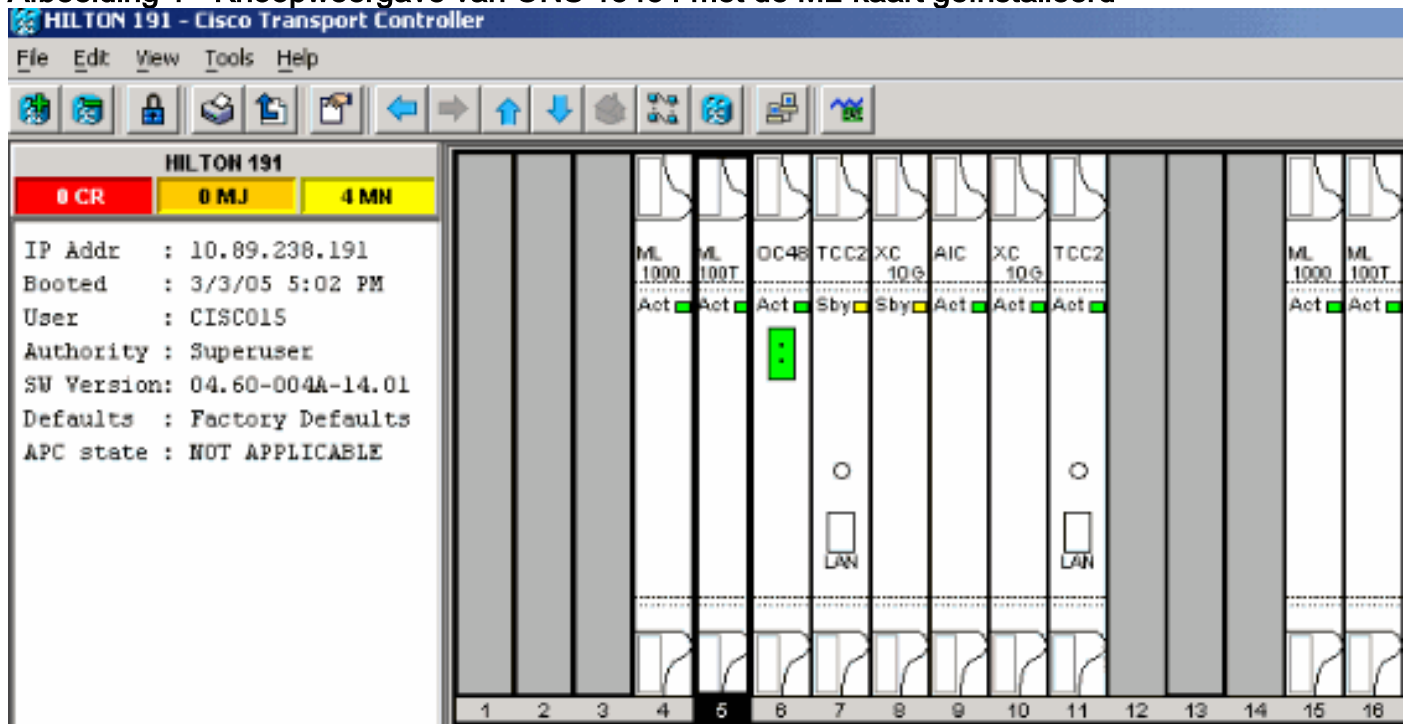 HILTON 191 - Cisco Transport Controller
File Edit View Tools Help
HILTON 191
0 CR 0 MJ 4 MN
IP Addr : 10.89.238.191
Booted : 3/3/05 5:02 PM
User : CISCO15
Authority : Superuser
SW Version: 04.60-004A-14.01
Defaults : Factory Defaults
APC state : NOT APPLICABLE
ML 1000 Act
ML 100T Act
OC48 Act
TCC2 Sby
XC 10G Sby
AIC Act
XC 10G Act
TCC2 Act
ML 1000 Act
ML 100T Act
LAN LAN
1 2 3 4 5 6 7 8 9 10 11 12 13 14 15 16